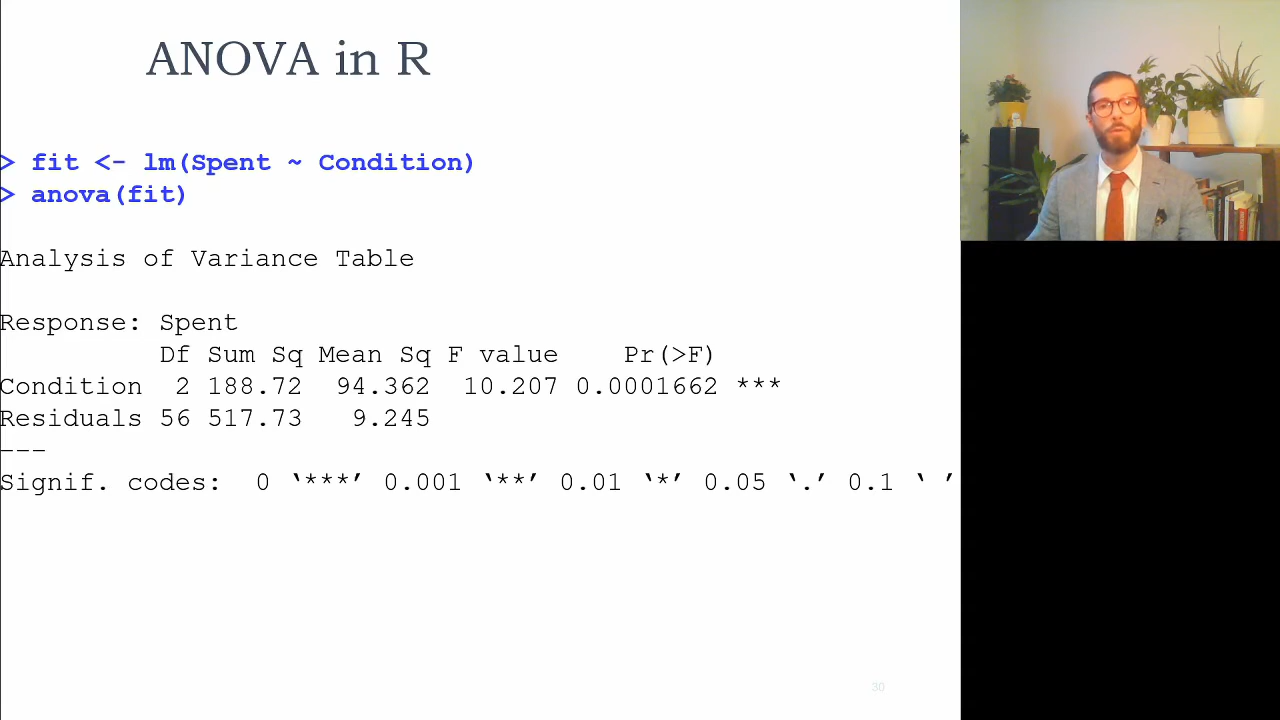 ANOVA in R
> fit <- lm(Spent ~ Condition)
> anova(fit)
Analysis of Variance Table
Response: Spent
          Df Sum Sq Mean Sq F value    Pr(>F)
Condition  2 188.72  94.362  10.207 0.0001662 ***
Residuals 56 517.73   9.245
---
Signif. codes:  0 ‘***’ 0.001 ‘**’ 0.01 ‘*’ 0.05 ‘.’ 0.1 ‘ ’
30